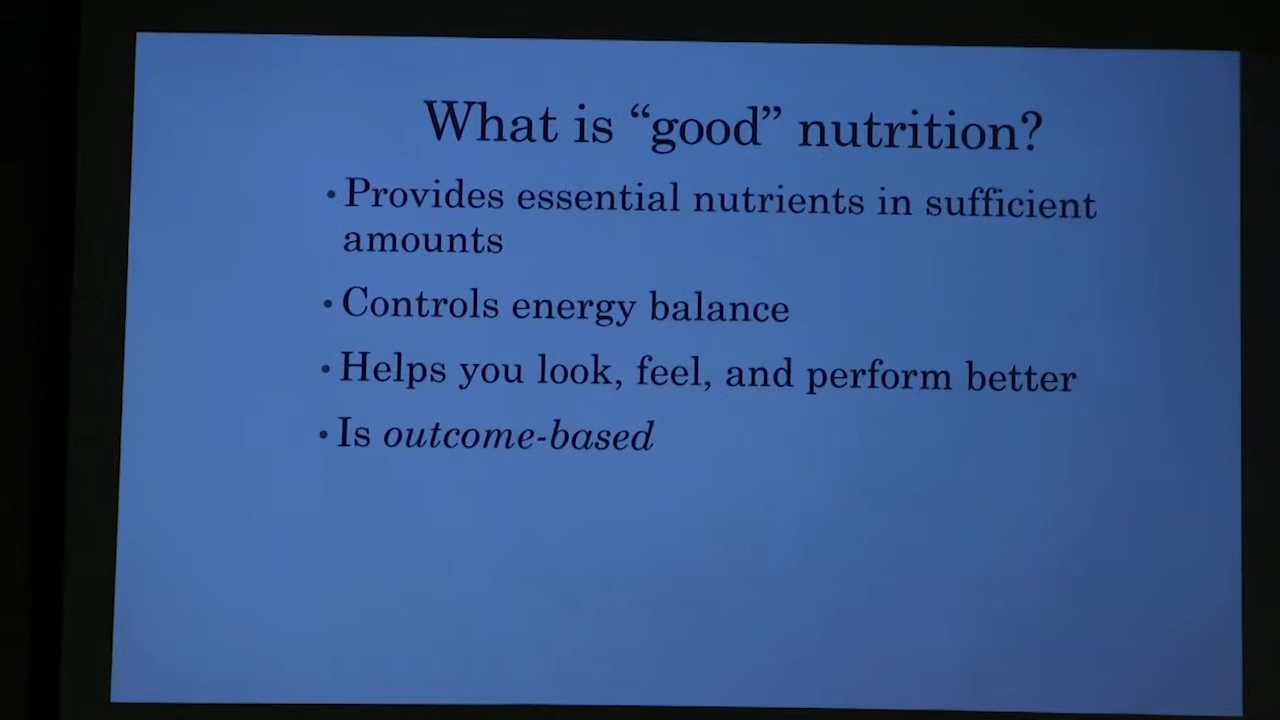 What is “good” nutrition?
• Provides essential nutrients in sufficient
amounts
• Controls energy balance
• Helps you look, feel, and perform better
• Is outcome-based